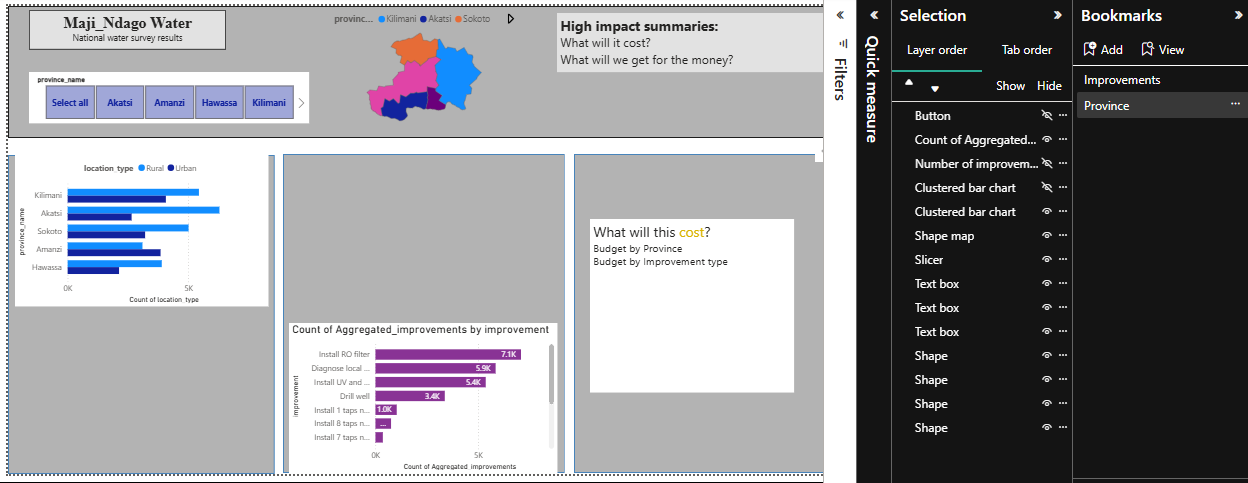 Maji_Ndago Water
National water survey results
province_name
Select all
Akatsi
Amanzi
Hawassa
Kilimani
provinc... Kilimani Akatsi Sokoto
High impact summaries:
What will it cost?
What will we get for the money?
location_type Rural Urban
province_name
Kilimani
Akatsi
Sokoto
Amanzi
Hawassa
0K 5K
Count of location_type
Count of Aggregated_improvements by improvement
improvement
Install RO filter 7.1K
Diagnose local ... 5.9K
Install UV and ... 5.4K
Drill well 3.4K
Install 1 taps n... 1.0K
Install 8 taps n... ...
Install 7 taps n...
0K 5K
Count of Aggregated_improvements
What will this cost?
Budget by Province
Budget by Improvement type
Filters
Quick measure
Selection
Layer order Tab order
Show Hide
Button ...
Count of Aggregated... ...
Number of improvem... ...
Clustered bar chart ...
Clustered bar chart ...
Shape map ...
Slicer ...
Text box ...
Text box ...
Text box ...
Shape ...
Shape ...
Shape ...
Shape ...
Bookmarks
Add View
Improvements
Province ...